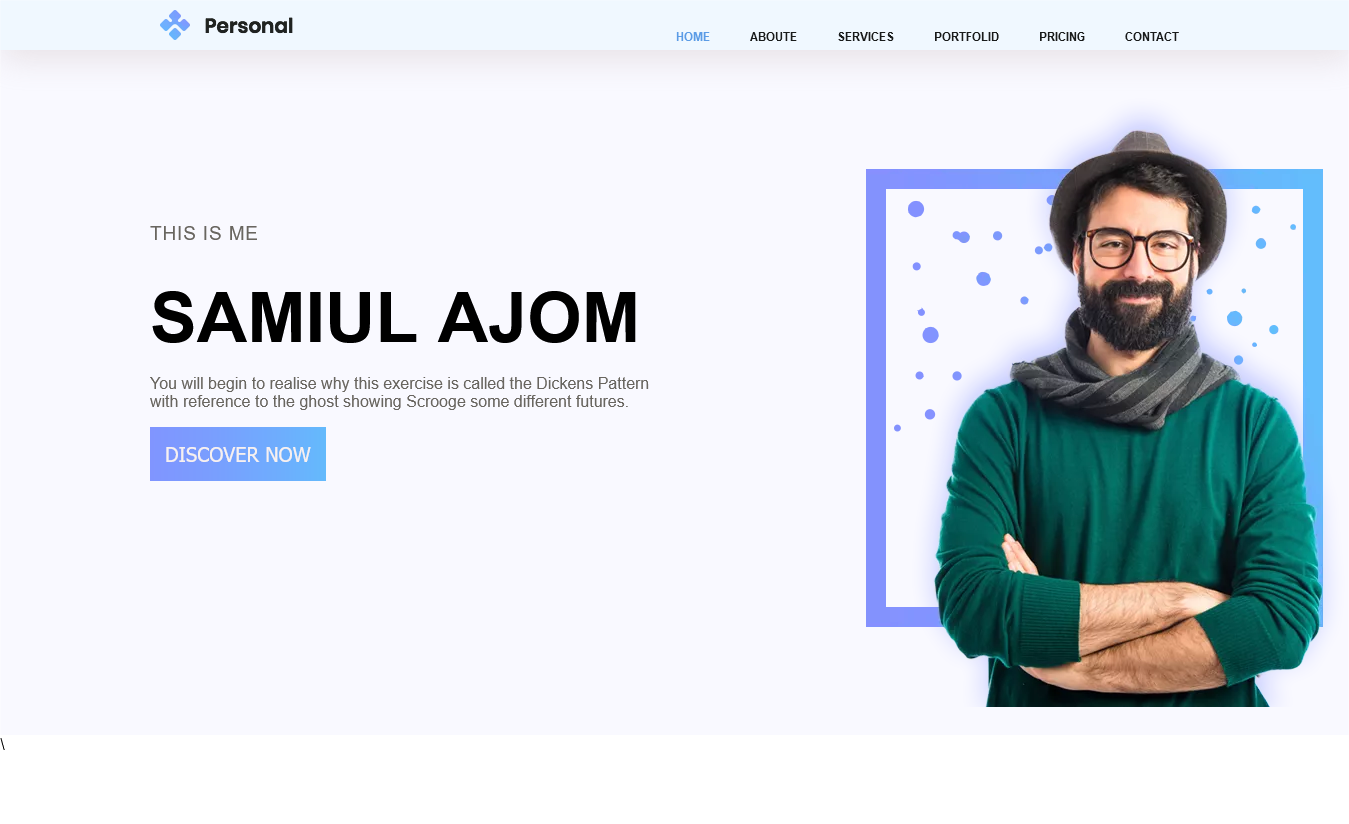 Personal
HOME ABOUTE SERVICES PORTFOLID PRICING CONTACT
THIS IS ME
SAMIUL AJOM
You will begin to realise why this exercise is called the Dickens Pattern
with reference to the ghost showing Scrooge some different futures.
DISCOVER NOW
\